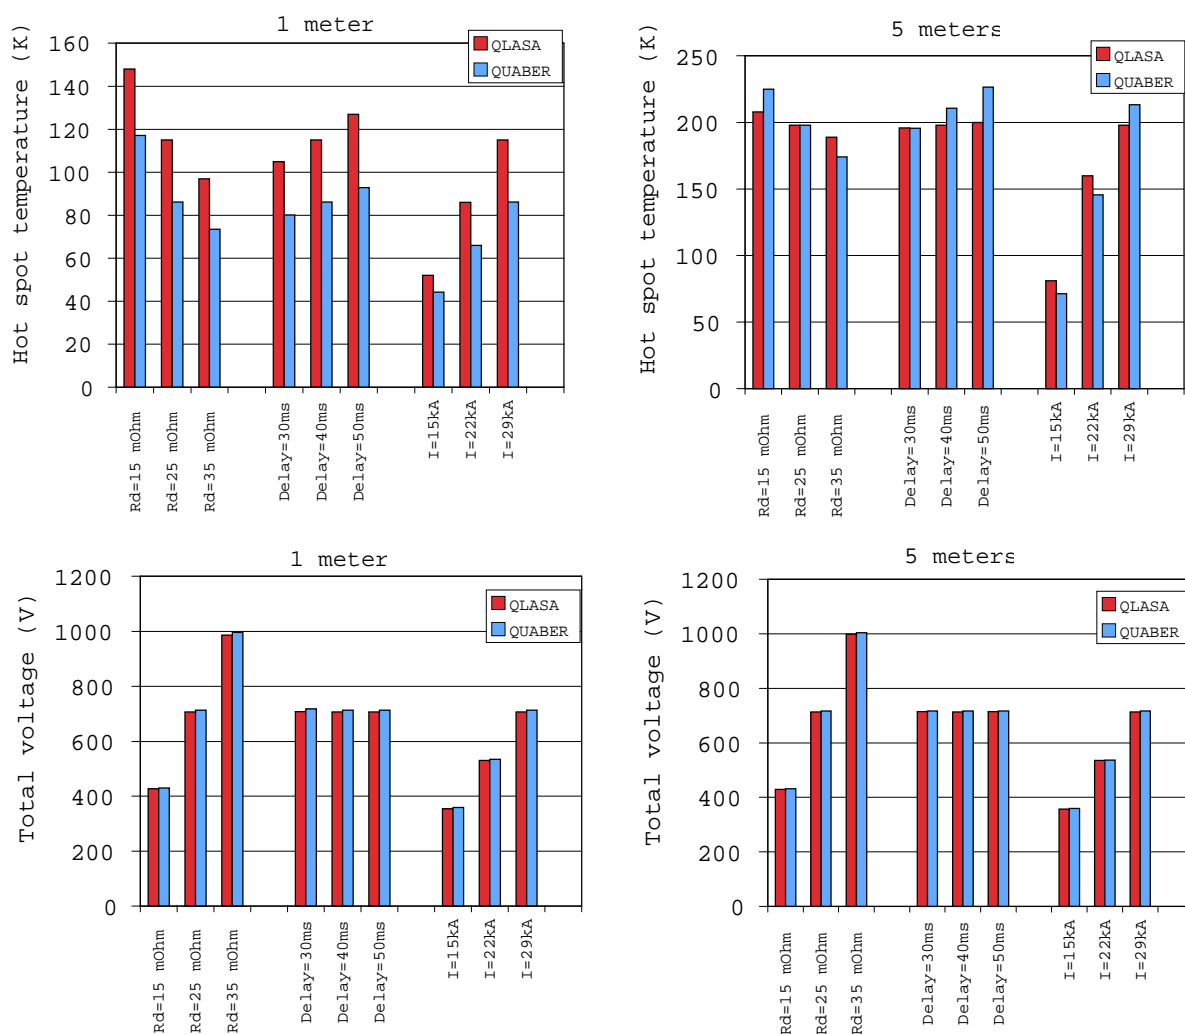 1 meter
Hot spot temperature (K)
160
140
120
100
80
60
40
20
0
QLASA
QUABER
Rd=15 mOhm
Rd=25 mOhm
Rd=35 mOhm
Delay=30ms
Delay=40ms
Delay=50ms
I=15kA
I=22kA
I=29kA
5 meters
Hot spot temperature (K)
250
200
150
100
50
0
QLASA
QUABER
Rd=15 mOhm
Rd=25 mOhm
Rd=35 mOhm
Delay=30ms
Delay=40ms
Delay=50ms
I=15kA
I=22kA
I=29kA
1 meter
Total voltage (V)
1200
1000
800
600
400
200
0
QLASA
QUABER
Rd=15 mOhm
Rd=25 mOhm
Rd=35 mOhm
Delay=30ms
Delay=40ms
Delay=50ms
I=15kA
I=22kA
I=29kA
5 meters
Total voltage (V)
1200
1000
800
600
400
200
0
QLASA
QUABER
Rd=15 mOhm
Rd=25 mOhm
Rd=35 mOhm
Delay=30ms
Delay=40ms
Delay=50ms
I=15kA
I=22kA
I=29kA